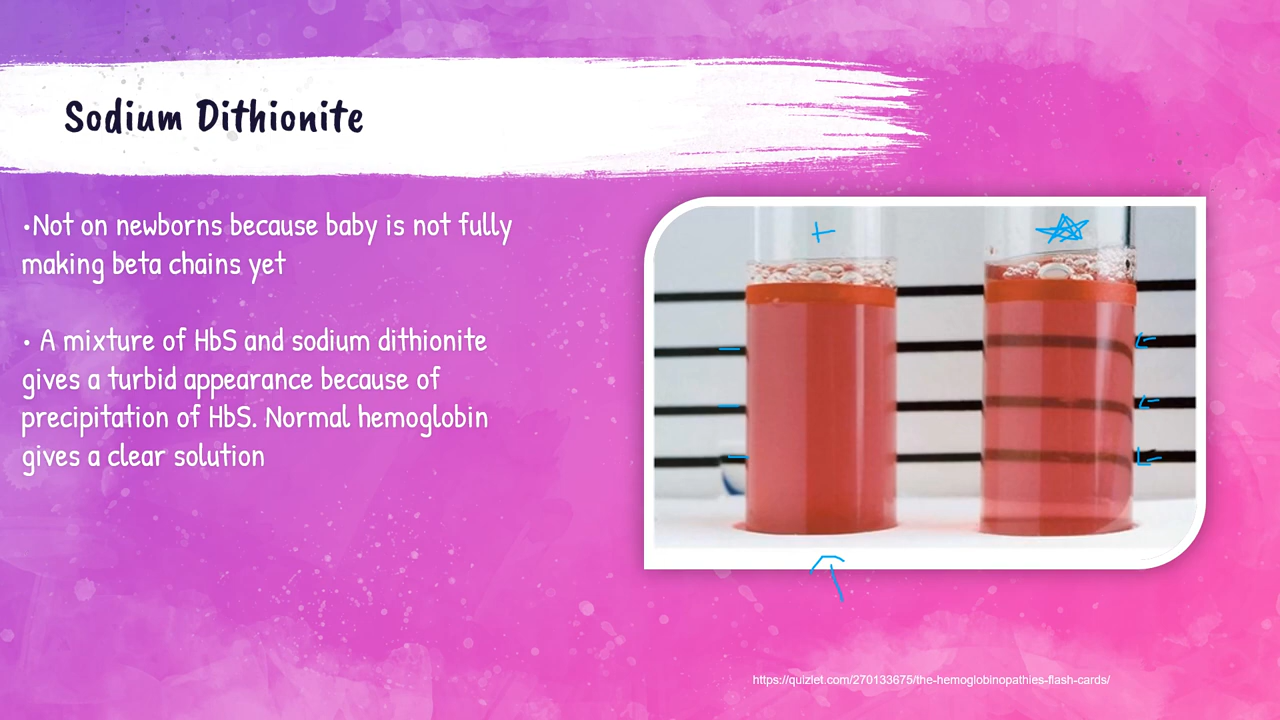 Sodium Dithionite
•Not on newborns because baby is not fully
making beta chains yet
• A mixture of HbS and sodium dithionite
gives a turbid appearance because of
precipitation of HbS. Normal hemoglobin
gives a clear solution
+
https://quizlet.com/270133675/the-hemoglobinopathies-flash-cards/